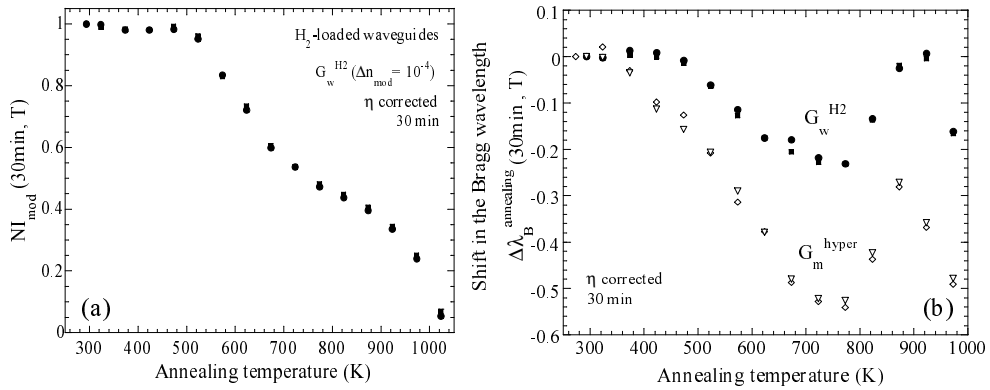 1
0.8
0.6
0.4
0.2
0
NI_mod (30min, T)
H_2-loaded waveguides
G_w^H2 (Δn_mod = 10^-4)
η corrected
30 min
(a)
300 400 500 600 700 800 900 1000
Annealing temperature (K)
Shift in the Bragg wavelength
Δλ_B^annealing (30min, T)
0.1
0
-0.1
-0.2
-0.3
-0.4
-0.5
-0.6
G_w^H2
G_m^hyper
η corrected
30 min
(b)
300 400 500 600 700 800 900 1000
Annealing temperature (K)